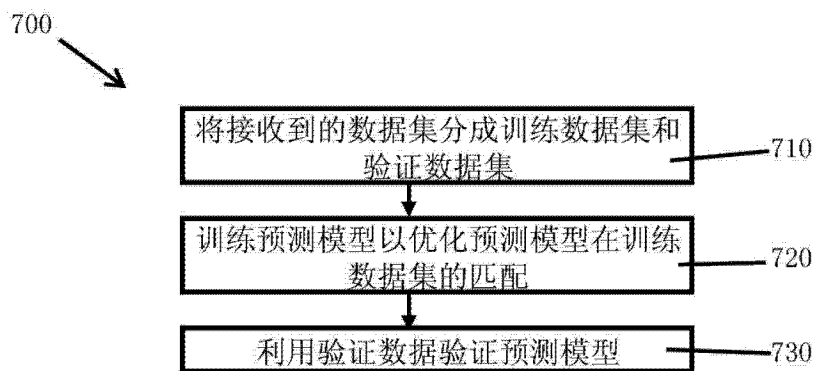 700
将接收到的数据集分成训练数据集和
验证数据集
710
训练预测模型以优化预测模型在训练
数据集的匹配
720
利用验证数据验证预测模型
730